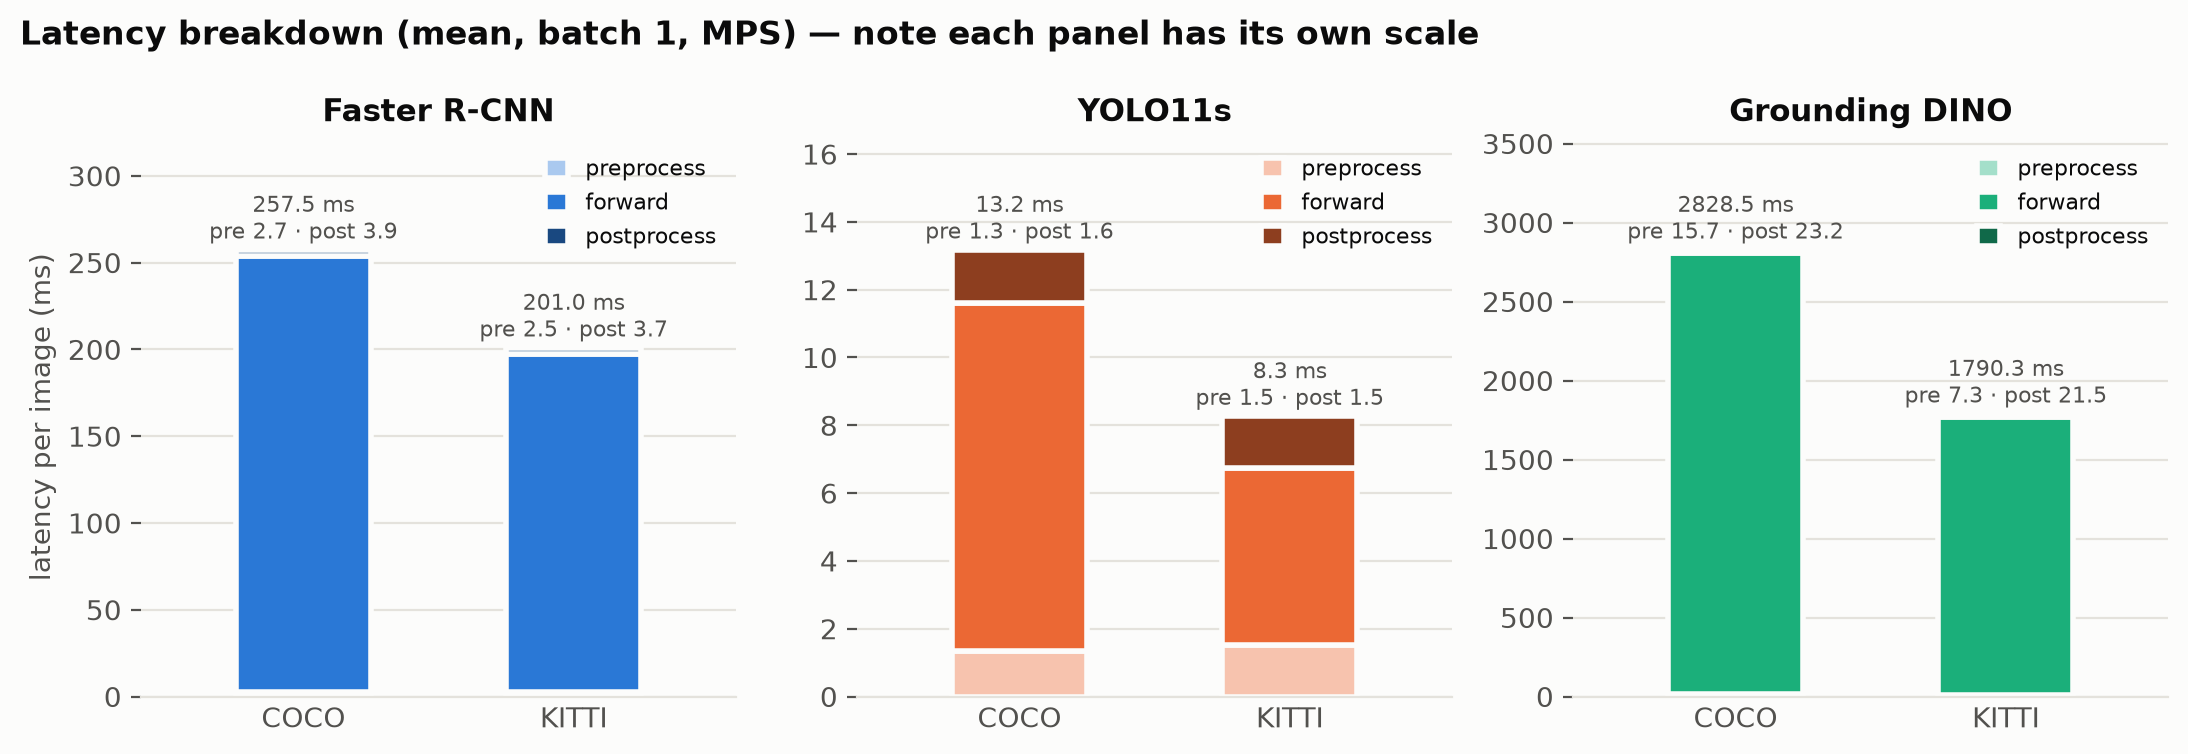 Latency breakdown (mean, batch 1, MPS) — note each panel has its own scale
Faster R-CNN
latency per image (ms)
300
250
200
150
100
50
0
preprocess
forward
postprocess
257.5 ms
pre 2.7 · post 3.9
201.0 ms
pre 2.5 · post 3.7
COCO
KITTI
YOLO11s
16
14
12
10
8
6
4
2
0
preprocess
forward
postprocess
13.2 ms
pre 1.3 · post 1.6
8.3 ms
pre 1.5 · post 1.5
COCO
KITTI
Grounding DINO
3500
3000
2500
2000
1500
1000
500
0
preprocess
forward
postprocess
2828.5 ms
pre 15.7 · post 23.2
1790.3 ms
pre 7.3 · post 21.5
COCO
KITTI